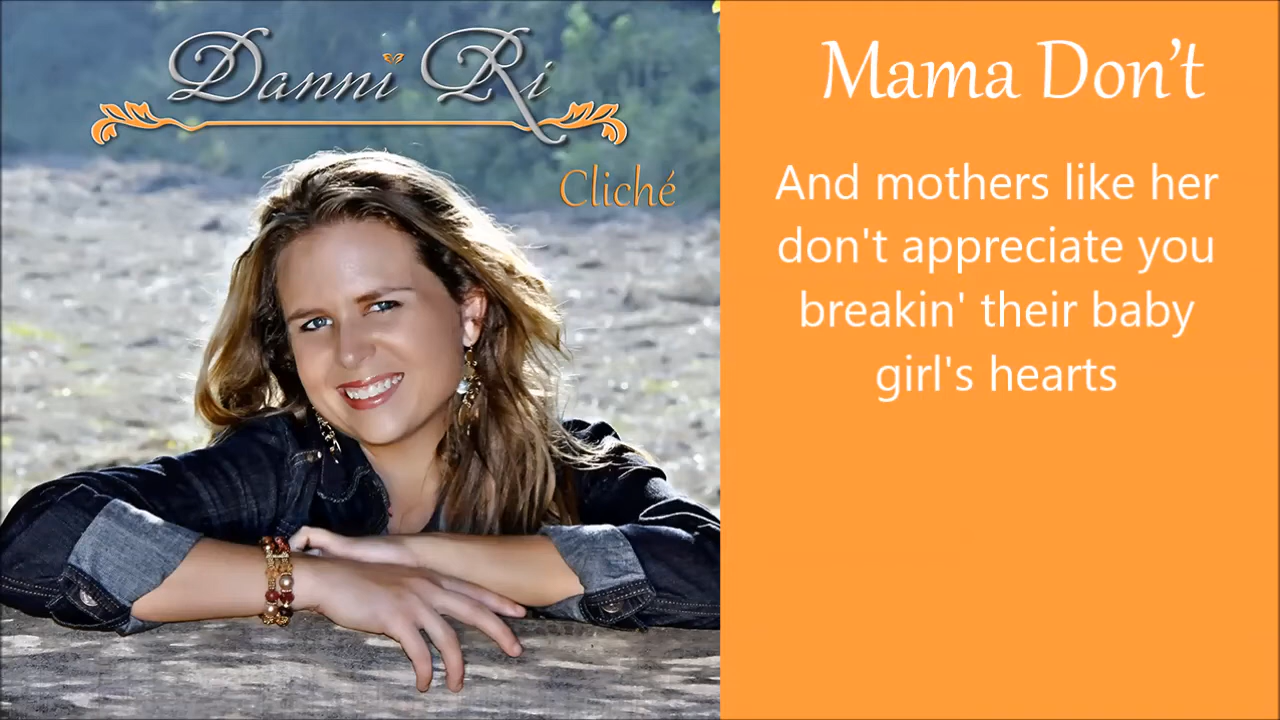 Danni Ri
Cliché
Mama Don’t
And mothers like her
don't appreciate you
breakin' their baby
girl's hearts